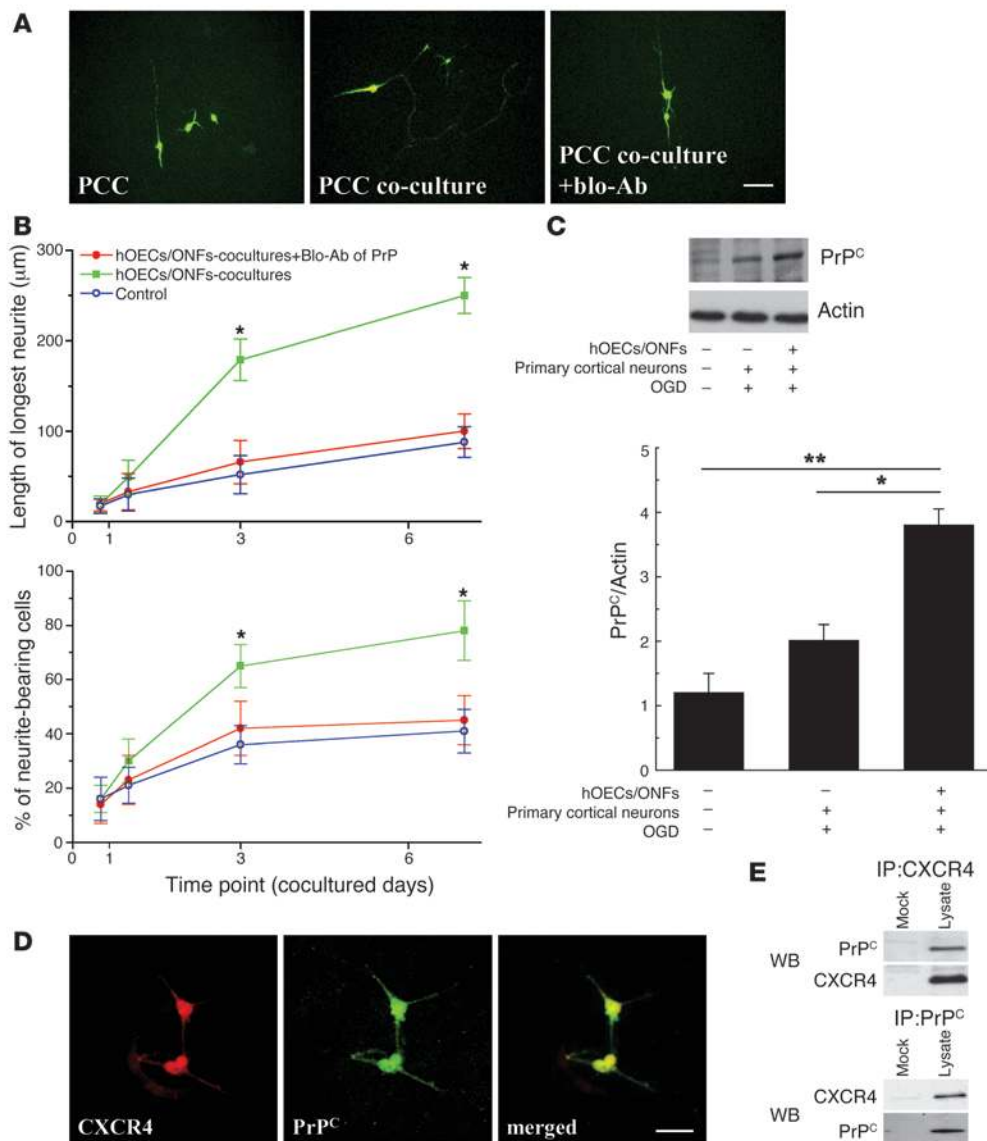 A
PCC
PCC co-culture
PCC co-culture
+blo-Ab
B
300
200
100
0
Length of longest neurite (µm)
hOECs/ONFs-cocultures+Blo-Ab of PrP
hOECs/ONFs-cocultures
Control
*
*
0 1 3 6
100
80
60
40
20
0
% of neurite-bearing cells
*
*
0 1 3 6
Time point (cocultured days)
C
PrPᶜ
Actin
hOECs/ONFs – – +
Primary cortical neurons – + +
OGD – + +
5
4
3
2
1
0
PrPᶜ/Actin
**
*
hOECs/ONFs – – +
Primary cortical neurons – + +
OGD – + +
D
CXCR4
PrPᶜ
merged
E
IP:CXCR4
Mock
Lysate
WB
PrPᶜ
CXCR4
IP:PrPᶜ
Mock
Lysate
WB
CXCR4
PrPᶜ